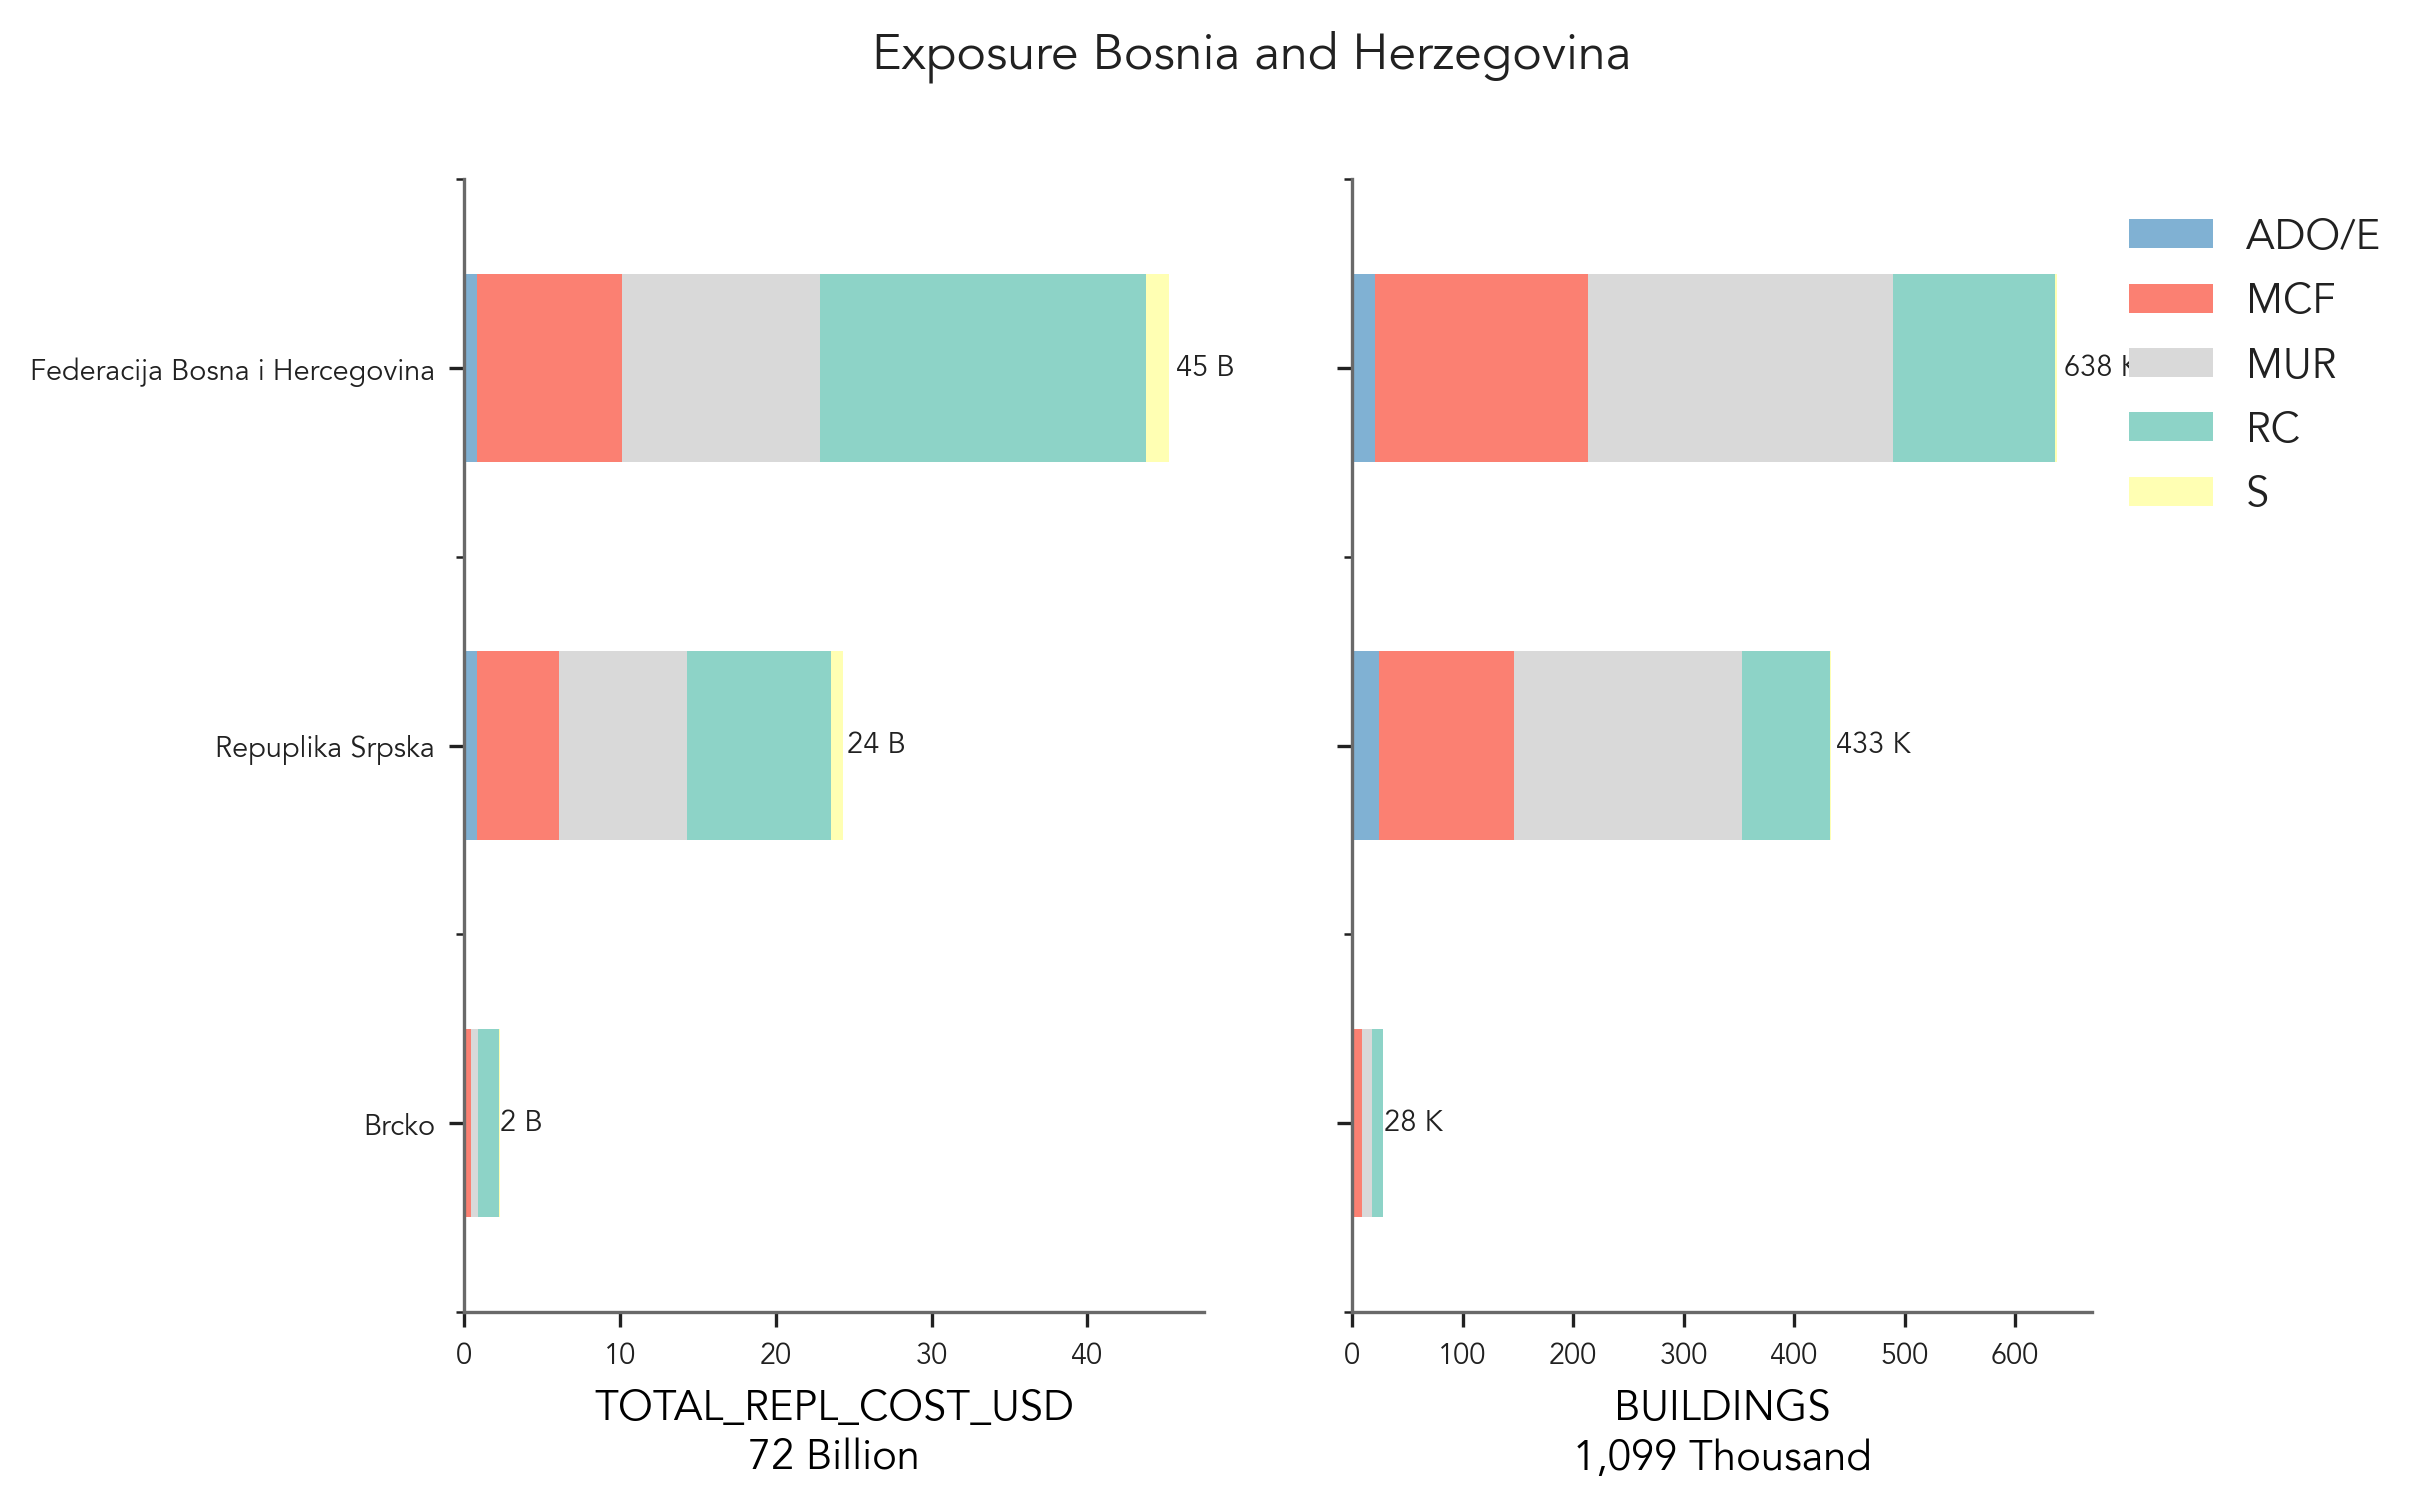 Exposure Bosnia and Herzegovina
Federacija Bosna i Hercegovina
Repuplika Srpska
Brcko
45 B
24 B
2 B
0 10 20 30 40
TOTAL_REPL_COST_USD
72 Billion
638 K
433 K
28 K
0 100 200 300 400 500 600
BUILDINGS
1,099 Thousand
ADO/E
MCF
MUR
RC
S